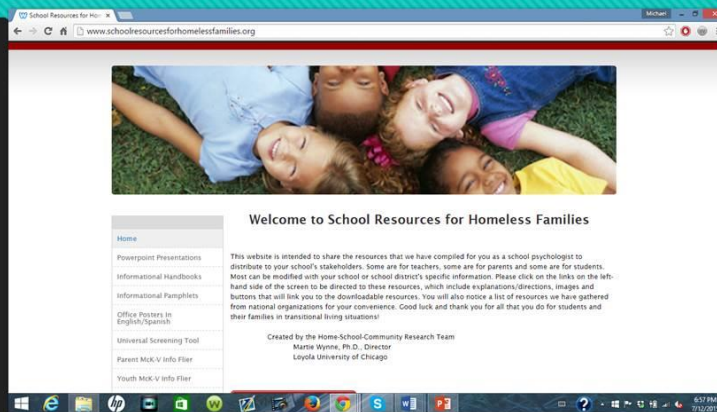 School Resources for Hom
Michael
www.schoolresourcesforhomelessfamilies.org
Welcome to School Resources for Homeless Families
Home
Powerpoint Presentations
Informational Handbooks
Informational Pamphlets
Office Posters in
English/Spanish
Universal Screening Tool
Parent McK-V Info Flier
Youth McK-V Info Flier
This website is intended to share the resources that we have compiled for you as a school psychologist to
distribute to your school's stakeholders. Some are for teachers, some are for parents and some are for students.
Most can be modified with your school or school district's specific information. Please click on the links on the left-
hand side of the screen to be directed to these resources, which include explanations/directions, images and
buttons that will link you to the downloadable resources. You will also notice a list of resources we have gathered
from national organizations for your convenience. Good luck and thank you for all that you do for students and
their families in transitional living situations!
Created by the Home-School-Community Research Team
Martie Wynne, Ph.D., Director
Loyola University of Chicago
6:57 PM